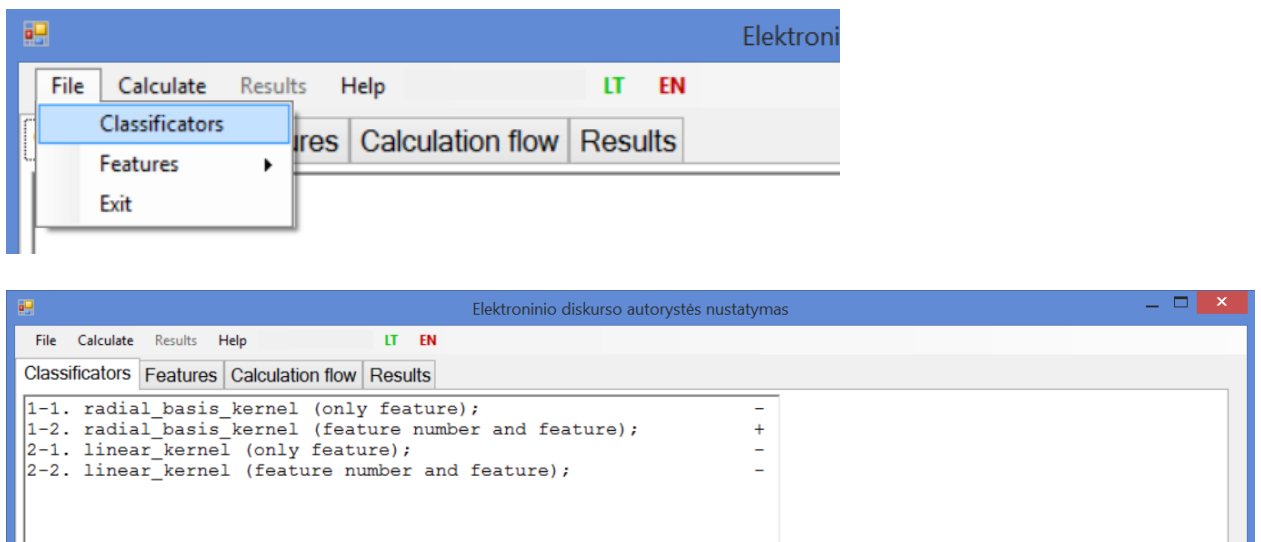 Elektroni
File Calculate Results Help LT EN
Classificators
Features
Exit
ures Calculation flow Results
Elektroninio diskurso autorystės nustatymas
File Calculate Results Help LT EN
Classificators Features Calculation flow Results
1-1. radial_basis_kernel (only feature); -
1-2. radial_basis_kernel (feature number and feature); +
2-1. linear_kernel (only feature); -
2-2. linear_kernel (feature number and feature); -